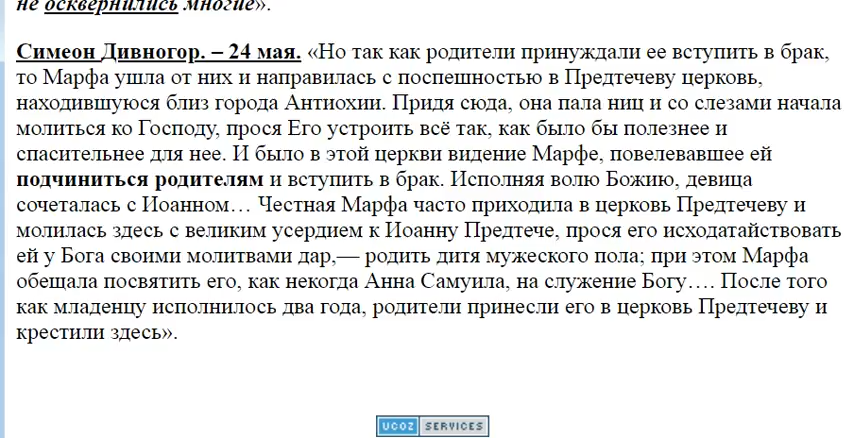 не осквернились многие».
Симеон Дивногор. – 24 мая. «Но так как родители принуждали ее вступить в брак,
то Марфа ушла от них и направилась с поспешностью в Предтечеву церковь,
находившуюся близ города Антиохии. Придя сюда, она пала ниц и со слезами начала
молиться ко Господу, прося Его устроить всё так, как было бы полезнее и
спасительнее для нее. И было в этой церкви видение Марфе, повелевавшее ей
подчиниться родителям и вступить в брак. Исполняя волю Божию, девица
сочеталась с Иоанном… Честная Марфа часто приходила в церковь Предтечеву и
молилась здесь с великим усердием к Иоанну Предтече, прося его исходатайствовать
ей у Бога своими молитвами дар,— родить дитя мужеского пола; при этом Марфа
обещала посвятить его, как некогда Анна Самуила, на служение Богу…. После того
как младенцу исполнилось два года, родители принесли его в церковь Предтечеву и
крестили здесь».
UCOZ SERVICES